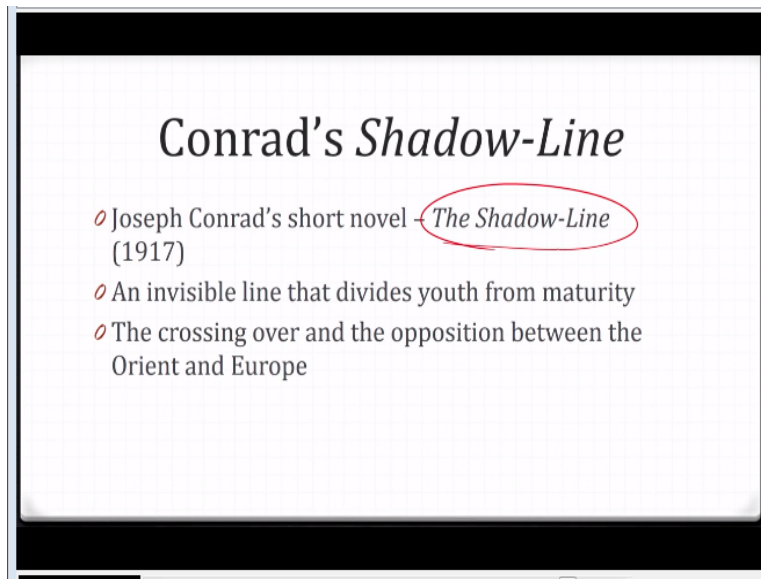 Conrad's Shadow-Line
Joseph Conrad's short novel – The Shadow-Line
(1917)
An invisible line that divides youth from maturity
The crossing over and the opposition between the
Orient and Europe